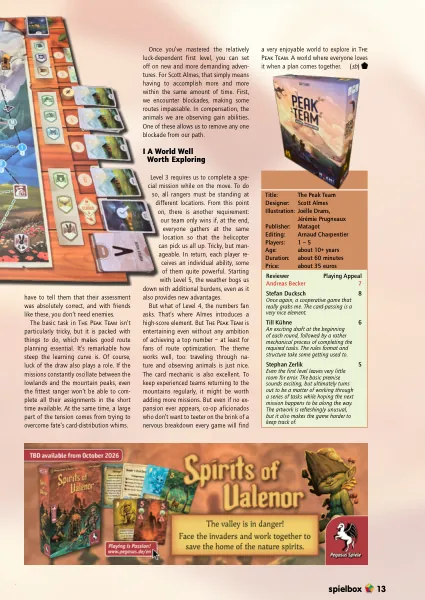 Once you've mastered the relatively
luck-dependent first level, you can set
off on new and more demanding adven-
tures. For Scott Almes, that simply means
having to accomplish more and more
within the same amount of time. First,
we encounter blockades, making some
routes impassable. In compensation, the
animals we are observing gain abilities.
One of these allows us to remove any one
blockade from our path.
I A World Well
Worth Exploring
Level 3 requires us to complete a spe-
cial mission while on the move. To do
so, all rangers must be standing at
different locations. From this point
on, there is another requirement:
our team only wins if, at the end,
everyone gathers at the same
location so that the helicopter
can pick us all up. Tricky, but man-
ageable. In return, each player re-
ceives an individual ability, some
of them quite powerful. Starting
with Level 5, the weather bogs us
down with additional burdens, even as it
also provides new advantages.
have to tell them that their assessment
was absolutely correct, and with friends
like these, you don't need enemies.
The basic task in The Peak Team isn't
particularly tricky, but it is packed with
things to do, which makes good route
planning essential. It's remarkable how
steep the learning curve is. Of course,
luck of the draw also plays a role. If the
missions constantly oscillate between the
lowlands and the mountain peaks, even
the fittest ranger won't be able to com-
plete all their assignments in the short
time available. At the same time, a large
part of the tension comes from trying to
overcome fate's card-distribution whims.
But what of Level 4, the numbers fan
asks. That's where Almes introduces a
high-score element. But The Peak Team is
entertaining even without any ambition
of achieving a top number – at least for
fans of route optimization. The theme
works well, too: traveling through na-
ture and observing animals is just nice.
The card mechanic is also excellent. To
keep experienced teams returning to the
mountains regularly, it might be worth
adding more missions. But even if no ex-
pansion ever appears, co-op aficionados
who don't want to teeter on the brink of a
nervous breakdown every game will find
a very enjoyable world to explore in The
Peak Team. A world where everyone loves
it when a plan comes together.
PEAK
TEAM
Title: The Peak Team
Designer: Scott Almes
Illustration: Joëlle Drans,
Jérémie Prugneaux
Publisher: Matagot
Editing: Arnaud Charpentier
Players: 1 – 5
Age: about 10+ years
Duration: about 60 minutes
Price: about 35 euros
Reviewer Playing Appeal
Andreas Becker 7
Stefan Ducksch 8
Once again, a cooperative game that
really grabs me. The card passing is a
very nice element.
Till Kühne 6
An exciting draft at the beginning
of each round, followed by a rather
mechanical process of completing the
required tasks. The rules format and
structure take some getting used to.
Stephan Zerlik 5
Even the first level leaves very little
room for error. The basic premise
sounds exciting, but ultimately turns
out to be a matter of working through
a series of tasks while hoping the next
mission happens to be along the way.
The artwork is refreshingly unusual,
but it also makes the game harder to
keep track of.
TBD available from October 2026
Spirits of
Valenor
The valley is in danger!
Face the invaders and work together to
save the home of the nature spirits.
Playing is Passion!
www.pegasus.de/en
Pegasus Spiele
spielbox 13